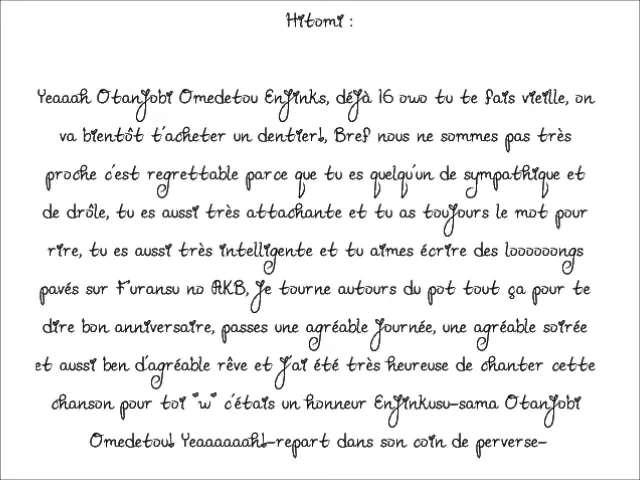 Hitomi :
Yeaaah Otanjobi Omedetou Enjinks, déjà 16 owo tu te fais vieille, on
va bientôt t'acheter un dentier!, Bref nous ne sommes pas très
proche c'est regrettable parce que tu es quelqu'un de sympathique et
de drôle, tu es aussi très attachante et tu as toujours le mot pour
rire, tu es aussi très intelligente et tu aimes écrire des looooooongs
pavés sur Furansu no AKB, je tourne autours du pot tout ça pour te
dire bon anniversaire, passes une agréable journée, une agréable soirée
et aussi ben d'agréable rêve et j'ai été très heureuse de chanter cette
chanson pour toi "w" c'étais un honneur Enjinkusu-sama Otanjobi
Omedetou! Yeaaaaaah!-repart dans son coin de perverse-